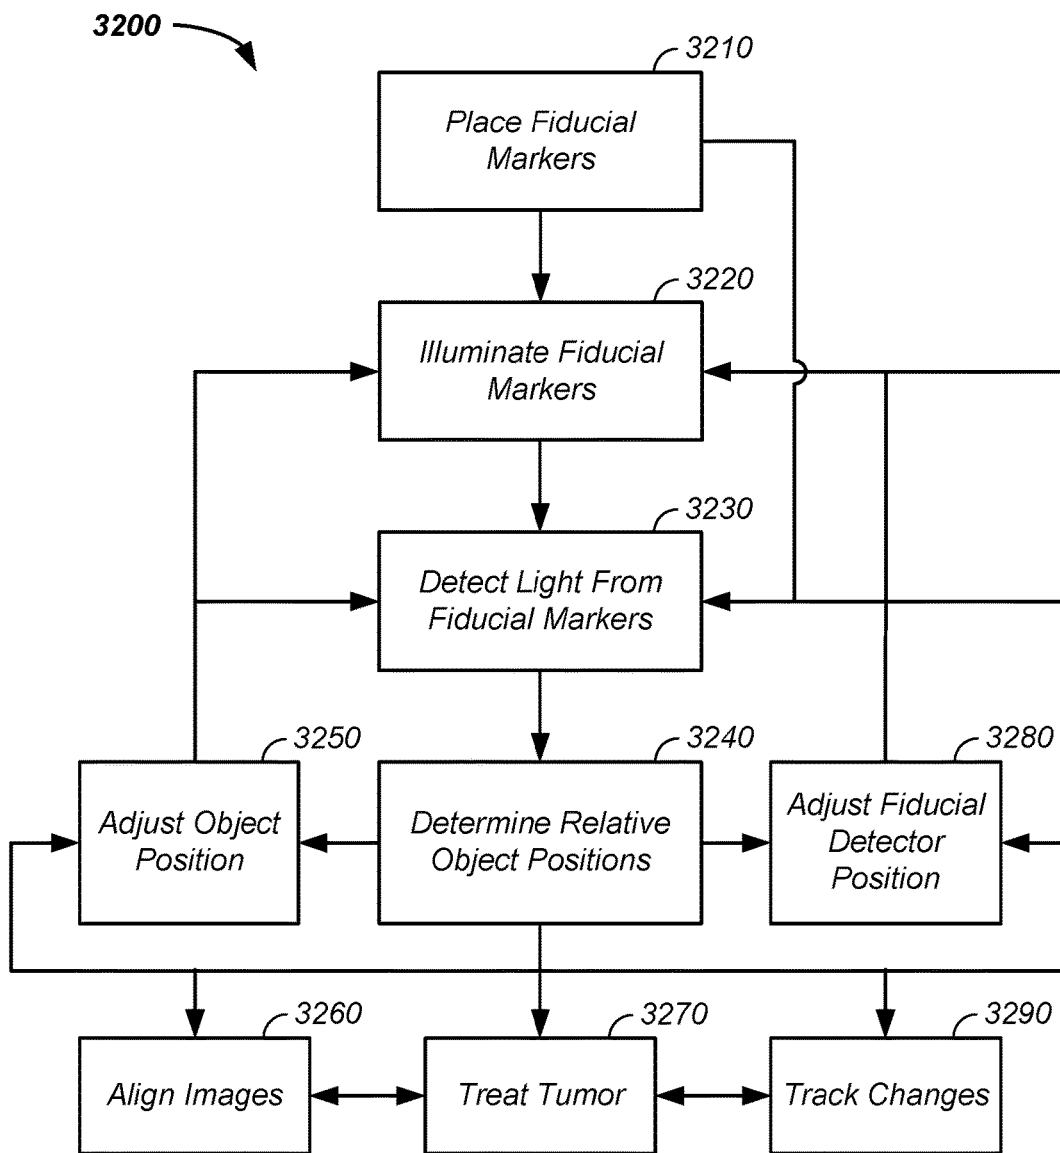 3200
3210
Place Fiducial
Markers
3220
Illuminate Fiducial
Markers
3230
Detect Light From
Fiducial Markers
3250
3240
3280
Adjust Object
Position
Determine Relative
Object Positions
Adjust Fiducial
Detector
Position
3260
3270
3290
Align Images
Treat Tumor
Track Changes